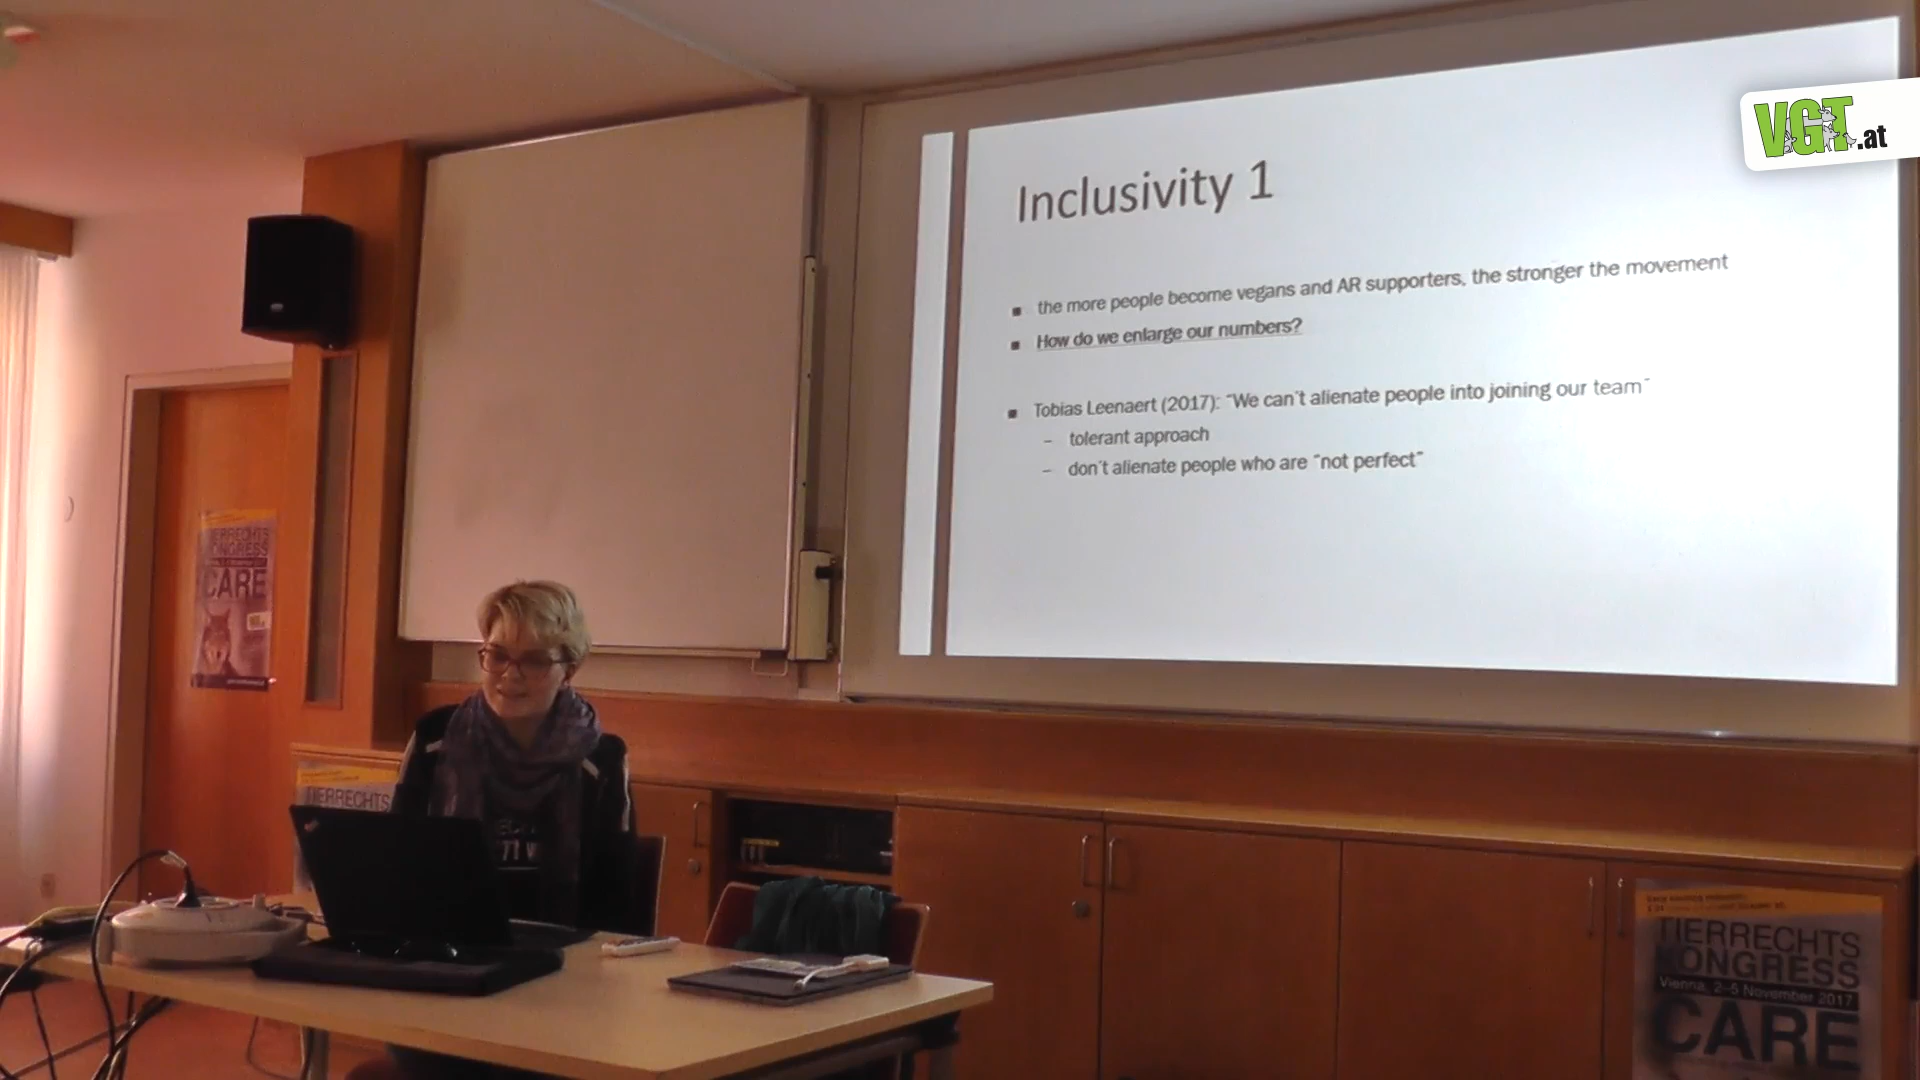 VGT.at
Inclusivity 1
▪ the more people become vegans and AR supporters, the stronger the movement
▪ How do we enlarge our numbers?
▪ Tobias Leenaert (2017): “We can´t alienate people into joining our team¨
– tolerant approach
– don´t alienate people who are “not perfect”
CARE
TIERRECHTS
TIERRECHTS
KONGRESS
Vienna, 2–5 November 2017
CARE